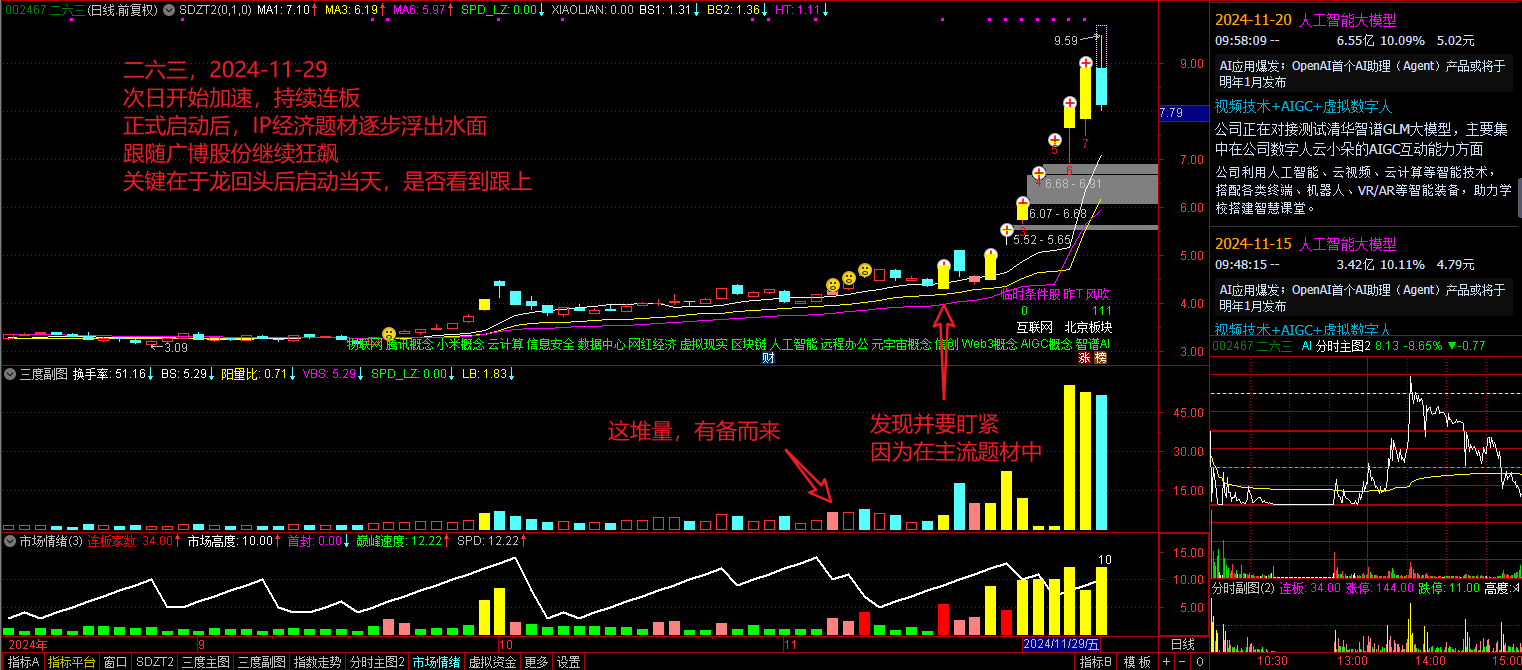 002467 二六三(日线.前复权) SDZT2(0,1,0) MA1: 7.10↑ MA3: 6.19↑ MA6: 5.97↑ SPD_LZ: 0.00↓ XIAOLIAN: 0.00 BS1: 1.31↓ BS2: 1.36↓ HT: 1.11↓
二六三，2024-11-29
次日开始加速，持续连板
正式启动后，IP经济题材逐步浮出水面
跟随广博股份继续狂飙
关键在于龙回头后启动当天，是否看到跟上
9.59
9.00
7.79
7.00
6.00
5.00
4.00
3.00
7
6
5
4
6.68 - 6.91
6.07 - 6.68
5.52 - 5.65
3.09
临时条件股 昨T 风吹
0 111
互联网 北京板块
物联网 腾讯概念 小米概念 云计算 信息安全 数据中心 网红经济 虚拟现实 区块链 人工智能 远程办公 元宇宙概念 信创 Web3概念 AIGC概念 智谱AI
财 涨 榜
三度副图 换手率: 51.16↓ BS: 5.29↓ 阳量比: 0.71↓ VBS: 5.29↓ SPD_LZ: 0.00↓ LB: 1.83↓
45.00
30.00
15.00
这堆量，有备而来
发现并要盯紧
因为在主流题材中
市场情绪(3) 连板家数: 34.00↑ 市场高度: 10.00↑ 首封: 0.00↓ 巅峰速度: 12.22↑ SPD: 12.22↑
15.00
10.00
5.00
10
2024年 9 10 11 2024/11/29/五 日线
指标A 指标平台 窗口 SDZT2 三度主图 三度副图 指数走势 分时主图2 市场情绪 虚拟资金 更多 设置 指标B 模板 + - 0
2024-11-20 人工智能大模型
09:58:09 -- 6.55亿 10.09% 5.02元
AI应用爆发；OpenAI首个AI助理（Agent）产品或将于
明年1月发布
视频技术+AIGC+虚拟数字人
公司正在对接测试清华智谱GLM大模型，主要集
中在公司数字人云小朵的AIGC互动能力方面
公司利用人工智能、云视频、云计算等智能技术，
搭配各类终端、机器人、VR/AR等智能装备，助力学
校搭建智慧课堂。
2024-11-15 人工智能大模型
09:48:15 -- 3.42亿 10.11% 4.79元
AI应用爆发；OpenAI首个AI助理（Agent）产品或将于
明年1月发布
视频技术+AIGC+虚拟数字人
002467 二六三 AI 分时主图2 8.13 -8.65% ▼-0.77
分时副图(2) 连板: 34.00 涨停: 144.00 跌停: 11.00 高度:
10:30 13:00 14:00 15:00